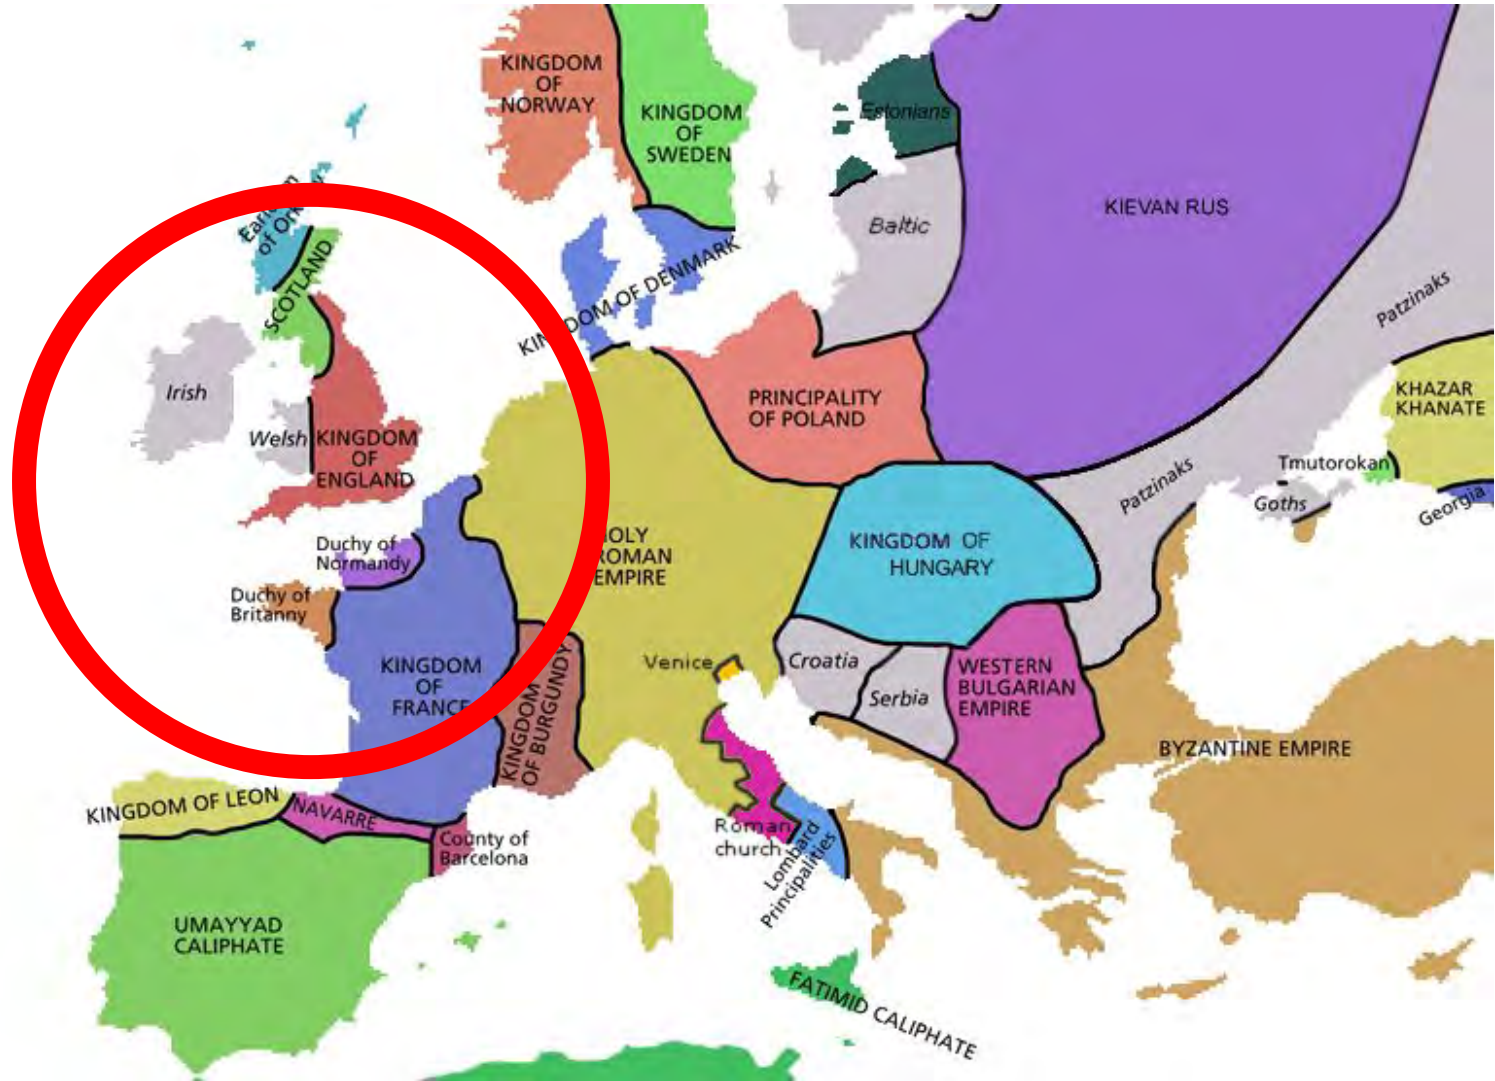 KINGDOM
OF
NORWAY
KINGDOM
OF
SWEDEN
Estonians
KIEVAN RUS
Baltic
of Ork
SCOTLAND
KINGDOM OF DENMARK
Patzinaks
Irish
Welsh
KINGDOM
OF
ENGLAND
PRINCIPALITY
OF POLAND
KHAZAR
KHANATE
Tmutorokan
Patzinaks
Goths
Georgia
Duchy of
Normandy
HOLY
ROMAN
EMPIRE
KINGDOM OF
HUNGARY
Duchy of
Britanny
KINGDOM
OF
FRANCE
KINGDOM
OF BURGUNDY
Venice
Croatia
Serbia
WESTERN
BULGARIAN
EMPIRE
BYZANTINE EMPIRE
KINGDOM OF LEON
NAVARRE
County of
Barcelona
Roman
church
Lombard
Principalities
UMAYYAD
CALIPHATE
FATIMID CALIPHATE